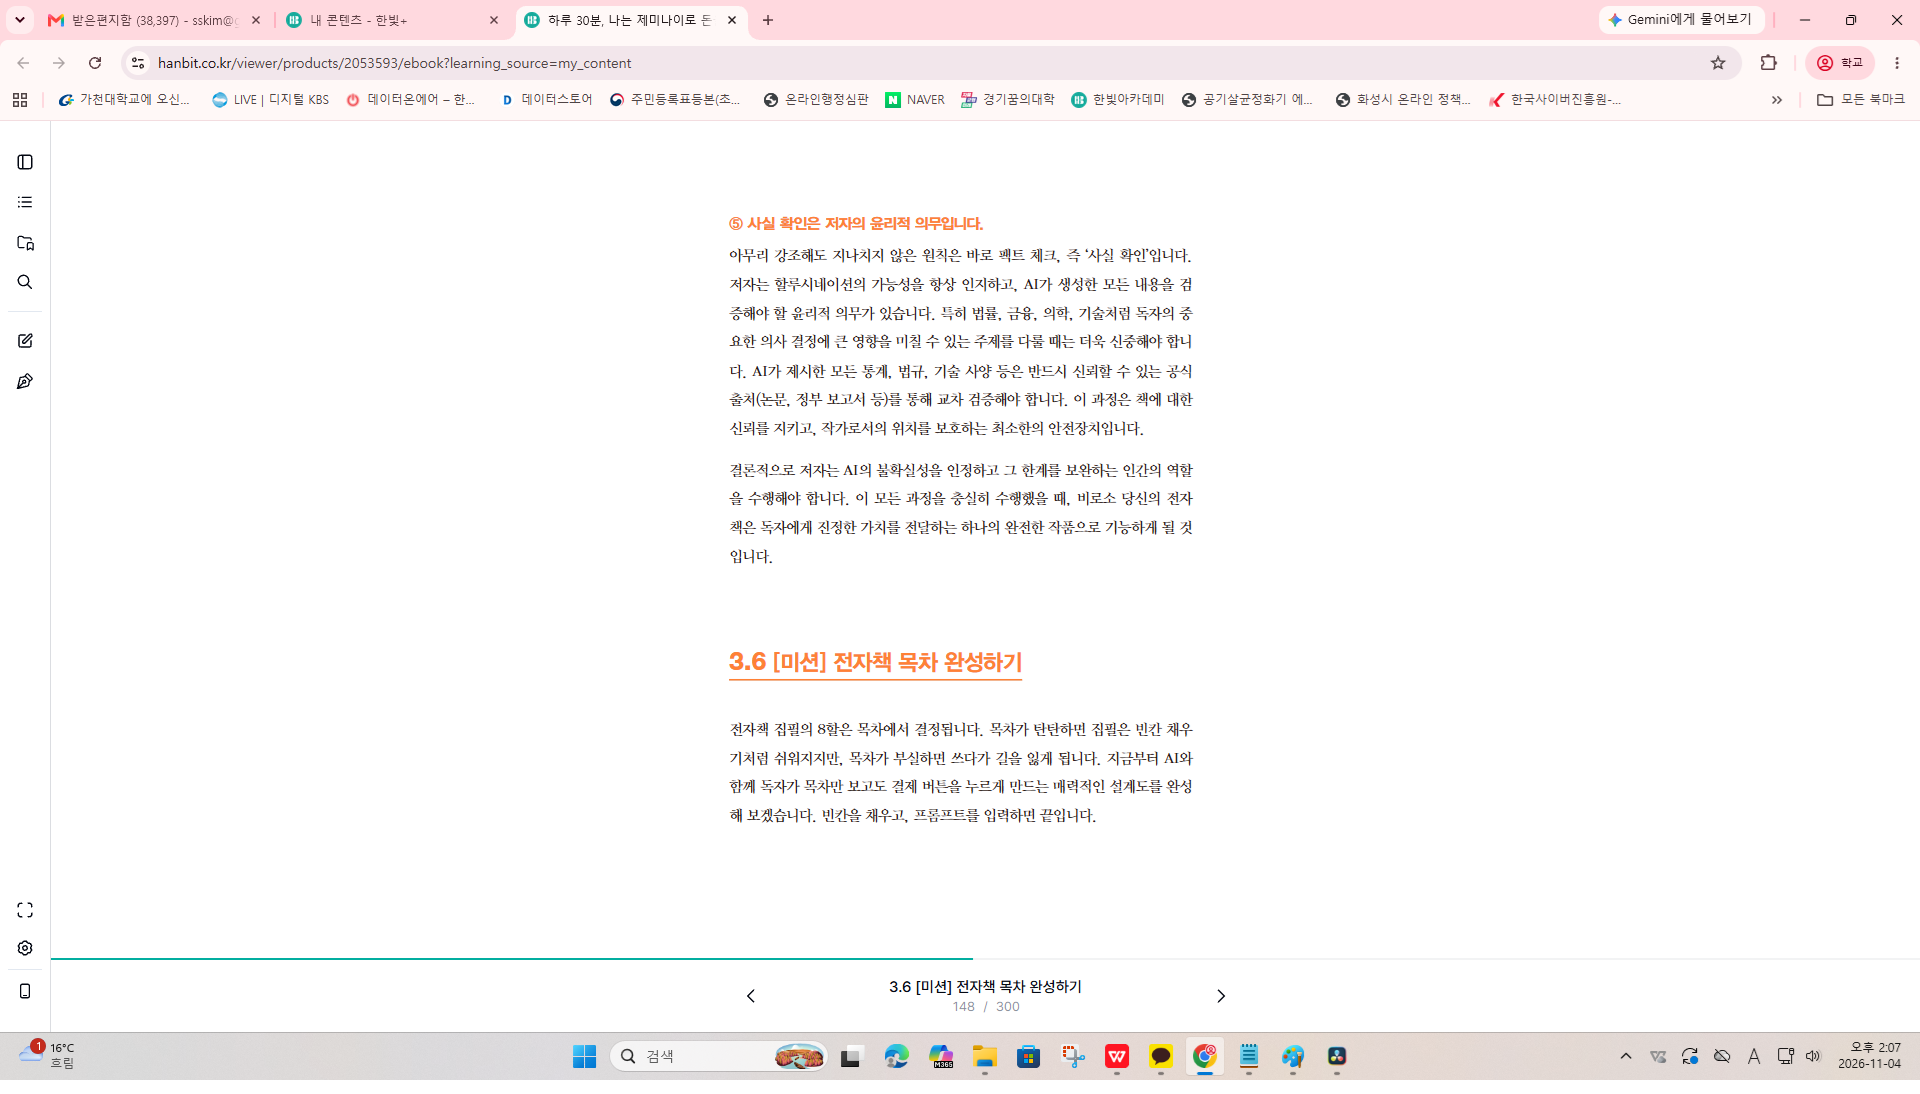 받은편지함 (38,397) - sskim@g
내 콘텐츠 - 한빛+
하루 30분, 나는 제미나이로 돈
Gemini에게 물어보기
hanbit.co.kr/viewer/products/2053593/ebook?learning_source=my_content
학교
가천대학교에 오신...
LIVE | 디지털 KBS
데이터온에어 – 한...
데이터스토어
주민등록표등본(초...
온라인행정심판
NAVER
경기꿈의대학
한빛아카데미
공기살균정화기 에...
화성시 온라인 정책...
한국사이버진흥원-...
모든 북마크
⑤ 사실 확인은 저자의 윤리적 의무입니다.
아무리 강조해도 지나치지 않은 원칙은 바로 팩트 체크, 즉 ‘사실 확인’입니다.
저자는 할루시네이션의 가능성을 항상 인지하고, AI가 생성한 모든 내용을 검
증해야 할 윤리적 의무가 있습니다. 특히 법률, 금융, 의학, 기술처럼 독자의 중
요한 의사 결정에 큰 영향을 미칠 수 있는 주제를 다룰 때는 더욱 신중해야 합니
다. AI가 제시한 모든 통계, 법규, 기술 사양 등은 반드시 신뢰할 수 있는 공식
출처(논문, 정부 보고서 등)를 통해 교차 검증해야 합니다. 이 과정은 책에 대한
신뢰를 지키고, 작가로서의 위치를 보호하는 최소한의 안전장치입니다.
결론적으로 저자는 AI의 불확실성을 인정하고 그 한계를 보완하는 인간의 역할
을 수행해야 합니다. 이 모든 과정을 충실히 수행했을 때, 비로소 당신의 전자
책은 독자에게 진정한 가치를 전달하는 하나의 완전한 작품으로 기능하게 될 것
입니다.
3.6 [미션] 전자책 목차 완성하기
전자책 집필의 8할은 목차에서 결정됩니다. 목차가 탄탄하면 집필은 빈칸 채우
기처럼 쉬워지지만, 목차가 부실하면 쓰다가 길을 잃게 됩니다. 지금부터 AI와
함께 독자가 목차만 보고도 결제 버튼을 누르게 만드는 매력적인 설계도를 완성
해 보겠습니다. 빈칸을 채우고, 프롬프트를 입력하면 끝입니다.
3.6 [미션] 전자책 목차 완성하기
148 / 300
1
16°C
흐림
검색
M365
A
오후 2:07
2026-11-04